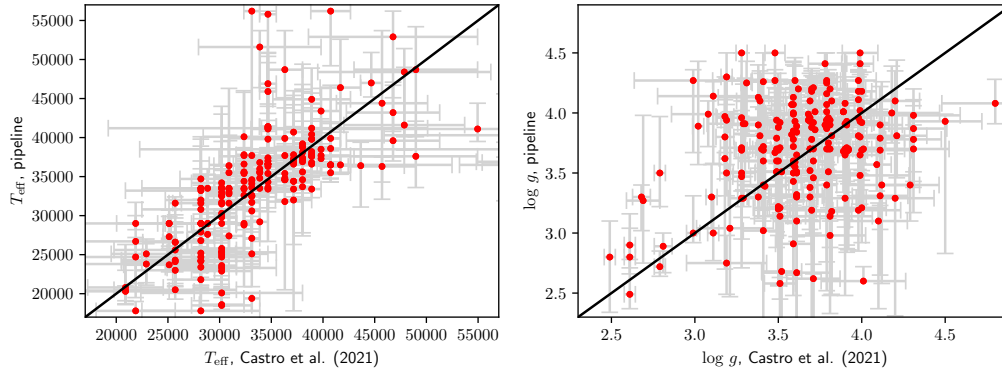 55000
50000
45000
40000
35000
30000
25000
20000
T_eff, pipeline
20000 25000 30000 35000 40000 45000 50000 55000
T_eff, Castro et al. (2021)
4.5
4.0
3.5
3.0
2.5
log g, pipeline
2.5 3.0 3.5 4.0 4.5
log g, Castro et al. (2021)